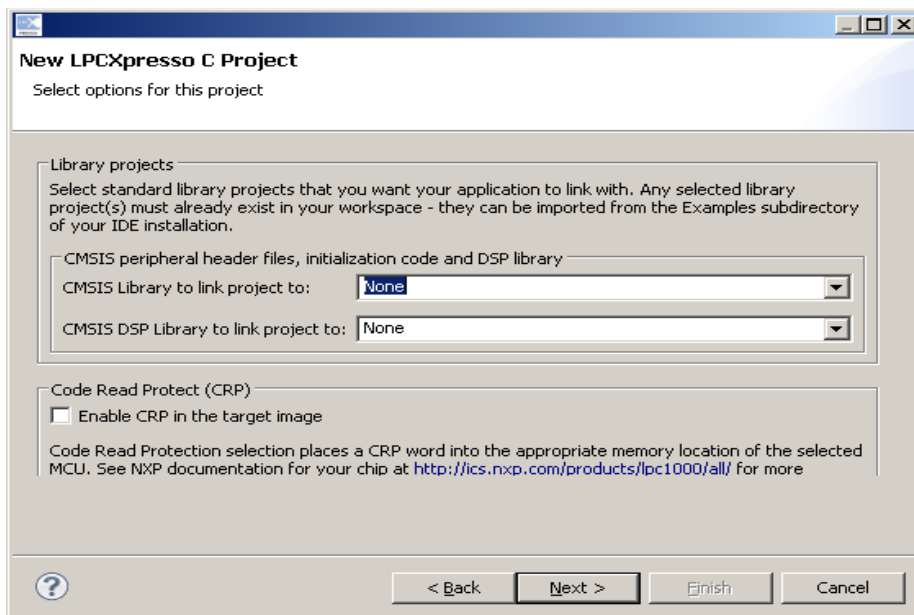 New LPCXpresso C Project
Select options for this project
Library projects
Select standard library projects that you want your application to link with. Any selected library
project(s) must already exist in your workspace - they can be imported from the Examples subdirectory
of your IDE installation.
CMSIS peripheral header files, initialization code and DSP library
CMSIS Library to link project to: None
CMSIS DSP Library to link project to: None
Code Read Protect (CRP)
Enable CRP in the target image
Code Read Protection selection places a CRP word into the appropriate memory location of the selected
MCU. See NXP documentation for your chip at http://ics.nxp.com/products/lpc1000/all/ for more
? < Back Next > Finish Cancel